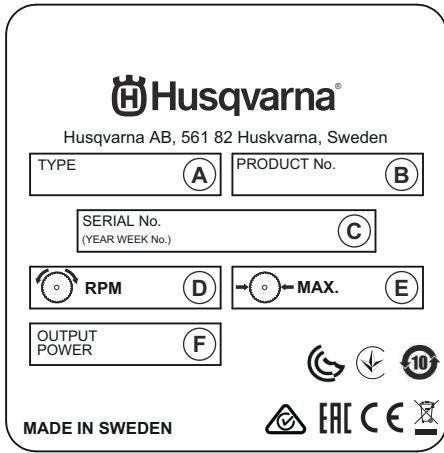 Husqvarna®
Husqvarna AB, 561 82 Huskvarna, Sweden
TYPE A
PRODUCT No. B
SERIAL No.
(YEAR WEEK No.) C
RPM D
MAX. E
OUTPUT
POWER F
10
MADE IN SWEDEN
EAC CE